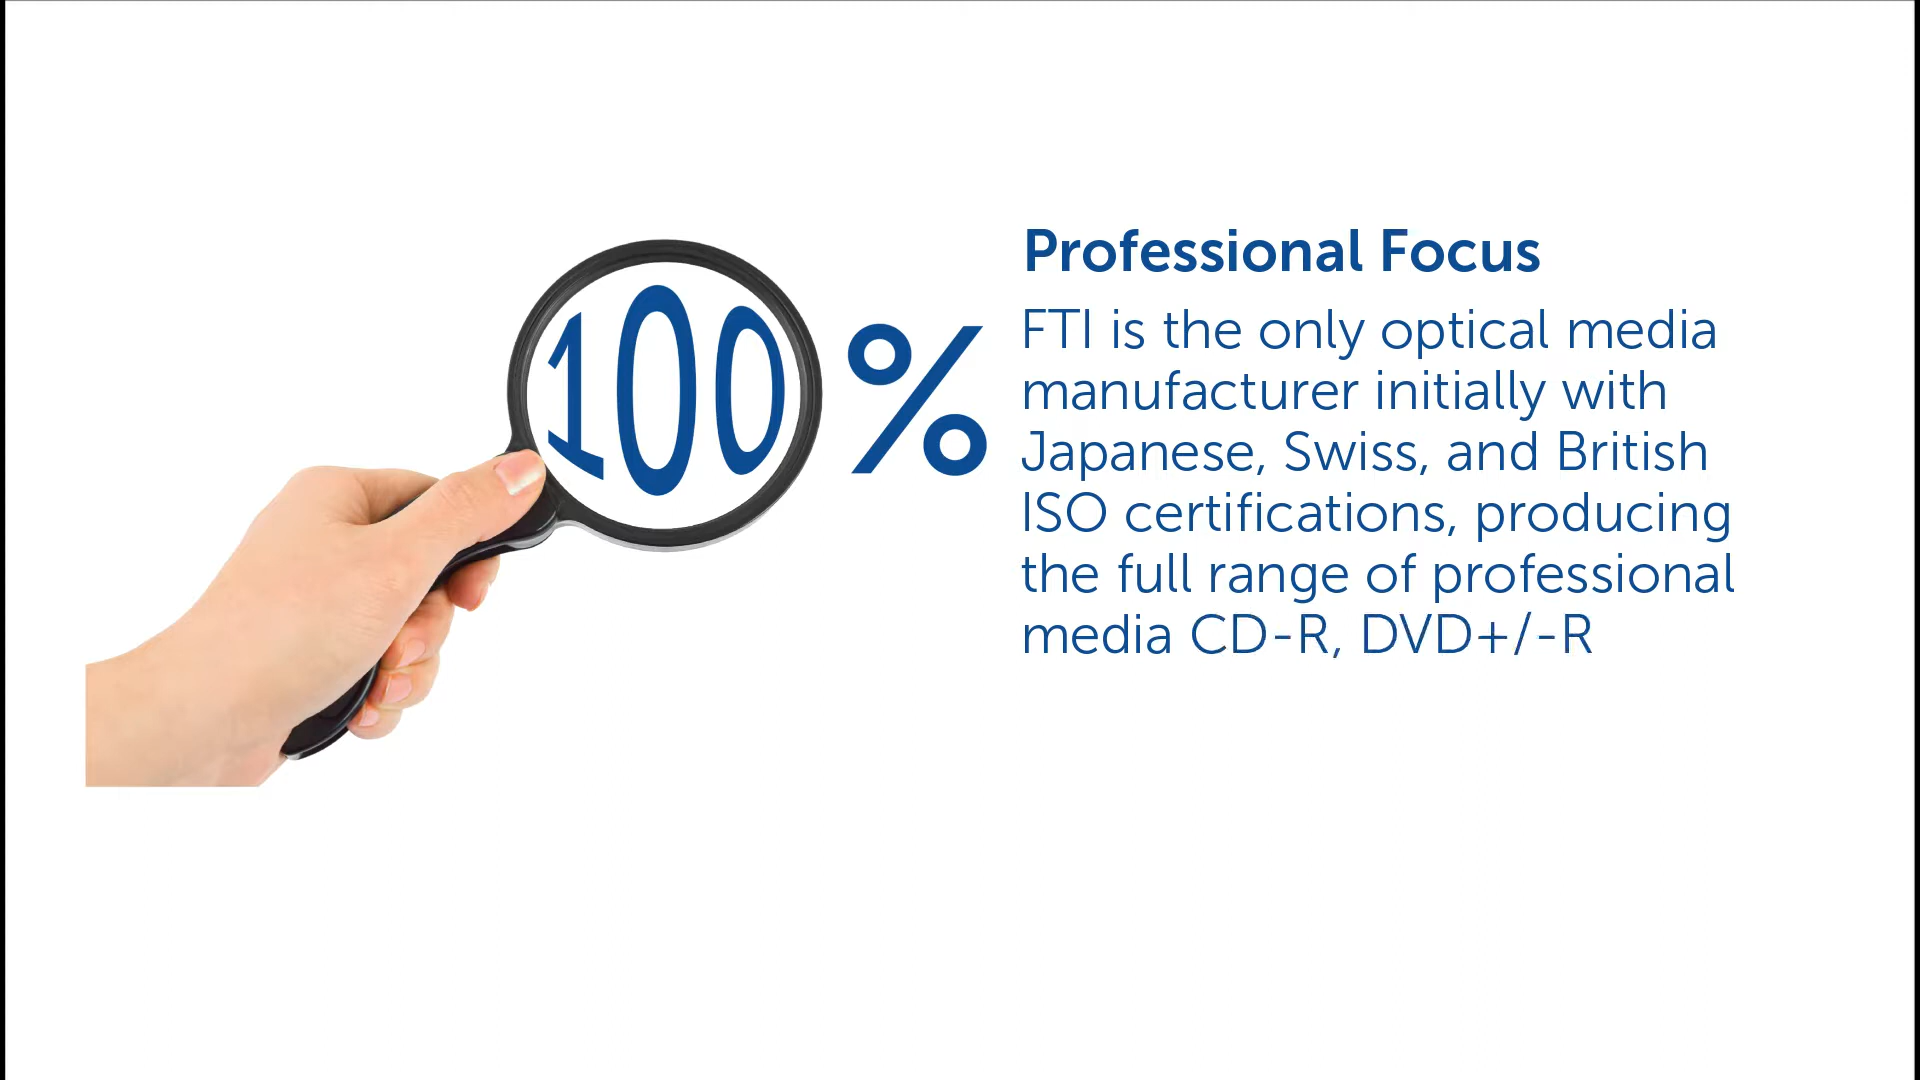 100%
Professional Focus
FTI is the only optical media
manufacturer initially with
Japanese, Swiss, and British
ISO certifications, producing
the full range of professional
media CD-R, DVD+/-R